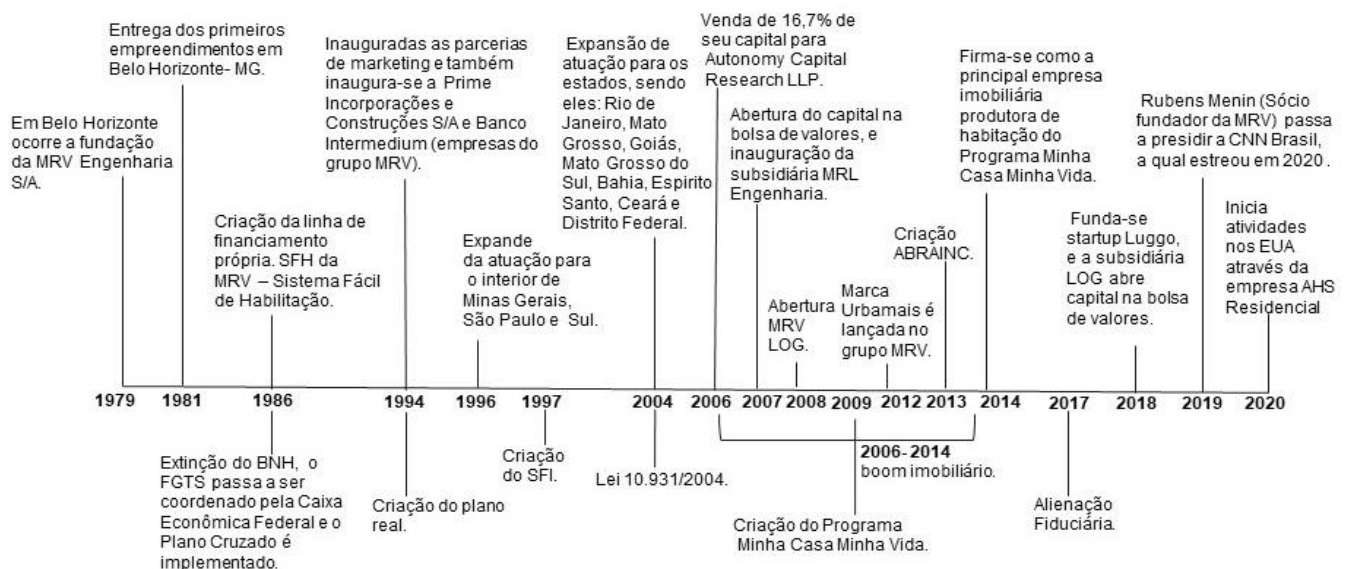 Em Belo Horizonte
ocorre a fundação
da MRV Engenharia
S/A.
Entrega dos primeiros
empreendimentos em
Belo Horizonte- MG.
Criação da linha de
financiamento
própria. SFH da
MRV – Sistema Fácil
de Habilitação.
Inauguradas as parcerias
de marketing e também
inaugura-se a Prime
Incorporações e
Construções S/A e Banco
Intermedium (empresas do
grupo MRV).
Expande
da atuação para
o interior de
Minas Gerais,
São Paulo e Sul.
Expansão de
atuação para os
estados, sendo
eles: Rio de
Janeiro, Mato
Grosso, Goiás,
Mato Grosso do
Sul, Bahia, Espirito
Santo, Ceará e
Distrito Federal.
Venda de 16,7% de
seu capital para
Autonomy Capital
Research LLP.
Abertura do capital na
bolsa de valores, e
inauguração da
subsidiária MRL
Engenharia.
Abertura
MRV
LOG.
Marca
Urbamais é
lançada no
grupo MRV.
Criação
ABRAINC.
Firma-se como a
principal empresa
imobiliária
produtora de
habitação do
Programa Minha
Casa Minha Vida.
Funda-se
startup Luggo,
e a subsidiária
LOG abre
capital na bolsa
de valores.
Rubens Menin (Sócio
fundador da MRV) passa
a presidir a CNN Brasil,
a qual estreou em 2020.
Inicia
atividades
nos EUA
através da
empresa AHS
Residencial
1979 1981 1986 1994 1996 1997 2004 2006 2007 2008 2009 2012 2013 2014 2017 2018 2019 2020
Extinção do BNH, o
FGTS passa a ser
coordenado pela Caixa
Econômica Federal e o
Plano Cruzado é
implementado.
Criação do plano
real.
Criação
do SFI.
Lei 10.931/2004.
2006-2014
boom imobiliário.
Criação do Programa
Minha Casa Minha Vida.
Alienação
Fiduciária.